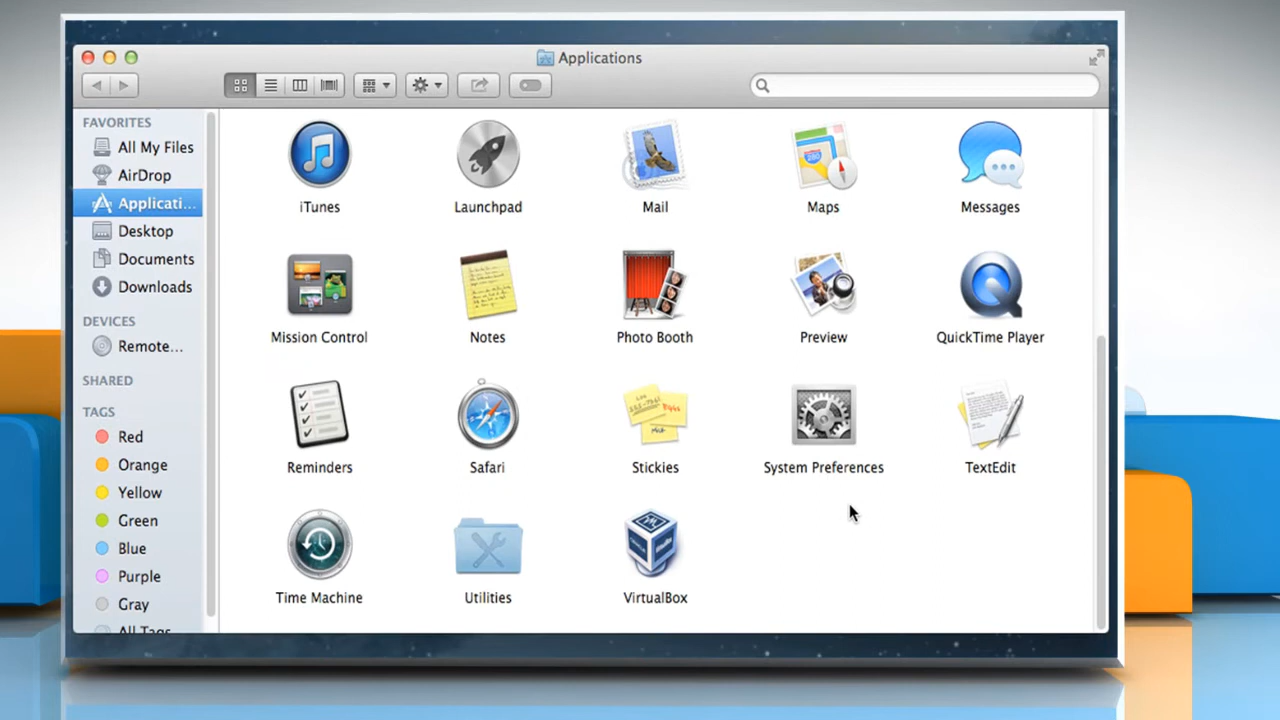 Applications
FAVORITES
All My Files
AirDrop
Applicati...
Desktop
Documents
Downloads
DEVICES
Remote...
SHARED
TAGS
Red
Orange
Yellow
Green
Blue
Purple
Gray
All Tags
iTunes
Launchpad
Mail
Maps
Messages
Mission Control
Notes
Photo Booth
Preview
QuickTime Player
Reminders
Safari
Stickies
System Preferences
TextEdit
Time Machine
Utilities
VirtualBox